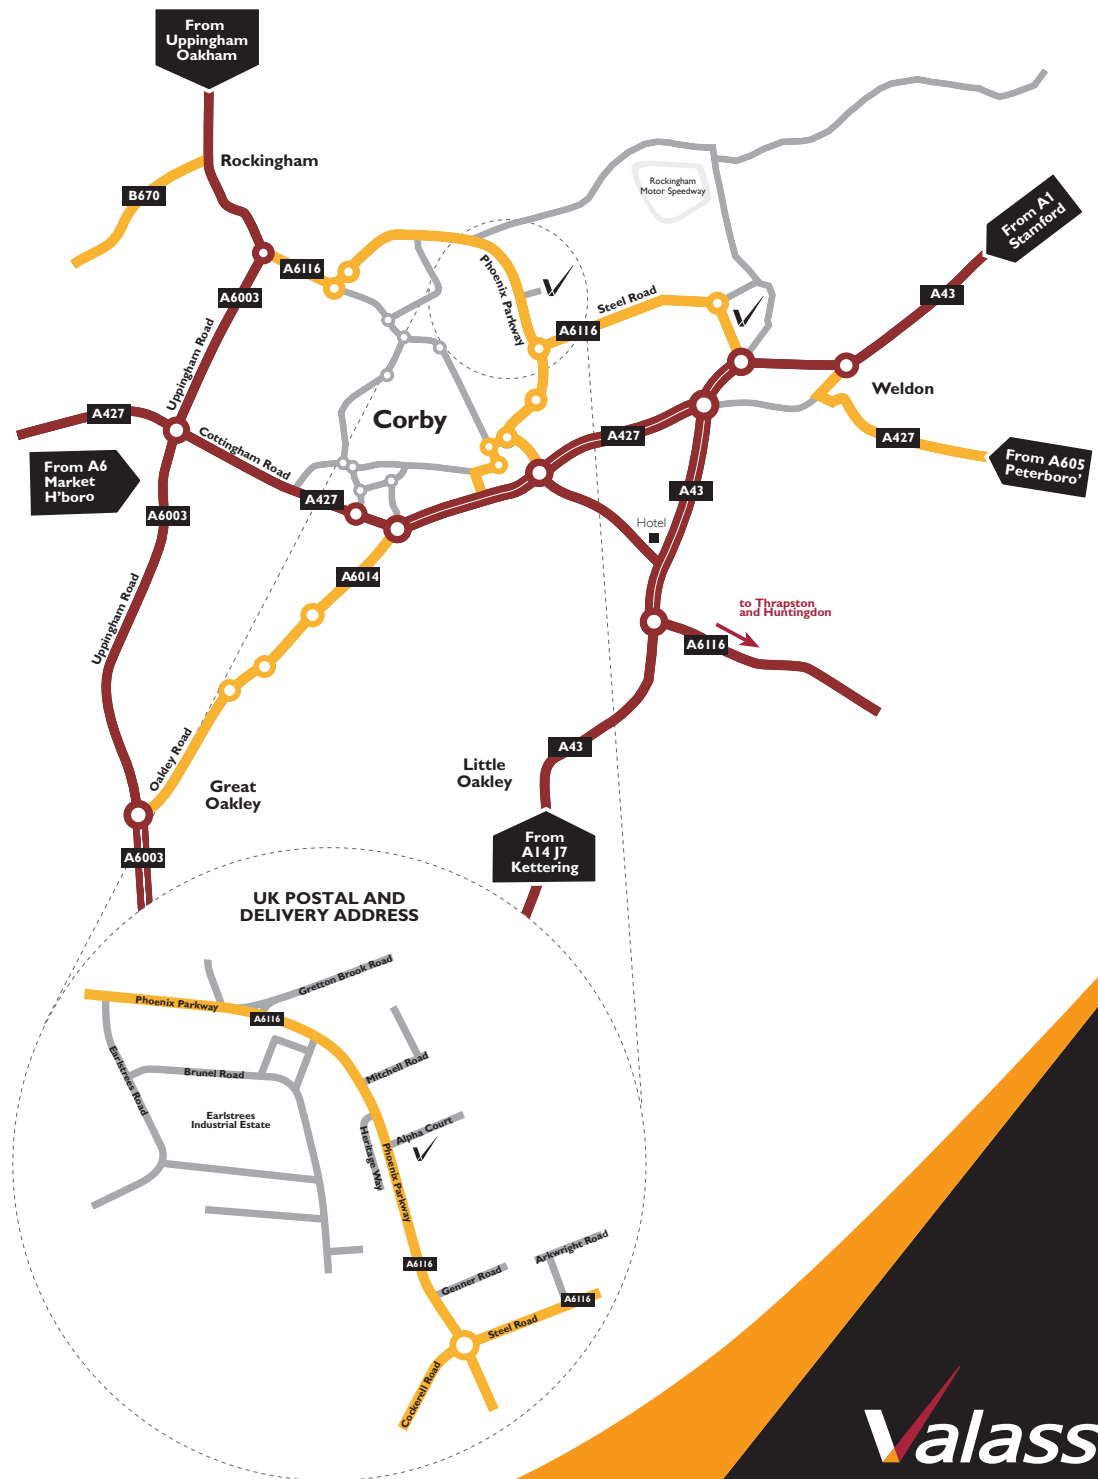 From
Uppingham
Oakham
Rockingham
B670
A6116
A6003
Uppingham Road
A427
Cottingham Road
From A6
Market
H'boro
A427
A6003
Uppingham Road
A6014
Oakley Road
Great
Oakley
A6003
Corby
Phoenix Parkway
A6116
Steel Road
Rockingham
Motor Speedway
From A1
Stamford
A43
Weldon
A427
From A605
Peterboro'
A427
A43
Hotel
to Thrapston
and Huntingdon
A6116
A43
Little
Oakley
From
A14 J7
Kettering
UK POSTAL AND
DELIVERY ADDRESS
Gretton Brook Road
Phoenix Parkway
A6116
Earlstrees Road
Brunel Road
Mitchell Road
Earlstrees
Industrial Estate
Alpha Court
Heritage Way
Phoenix Parkway
A6116
Genner Road
Arkwright Road
A6116
Steel Road
Cockerell Road
Valass